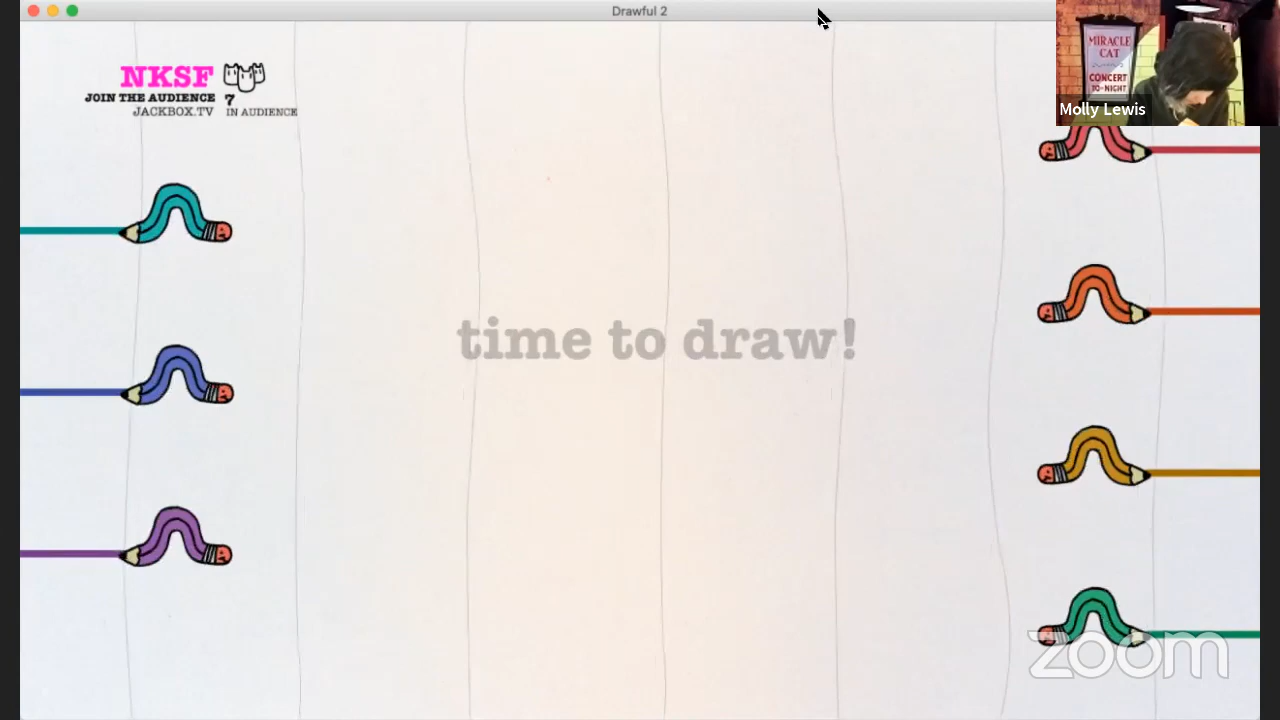 Drawful 2
NKSF
JOIN THE AUDIENCE
JACKBOX.TV
7
IN AUDIENCE
time to draw!
MIRACLE
CAT
CONCERT
TO-NIGHT
Molly Lewis
zoom